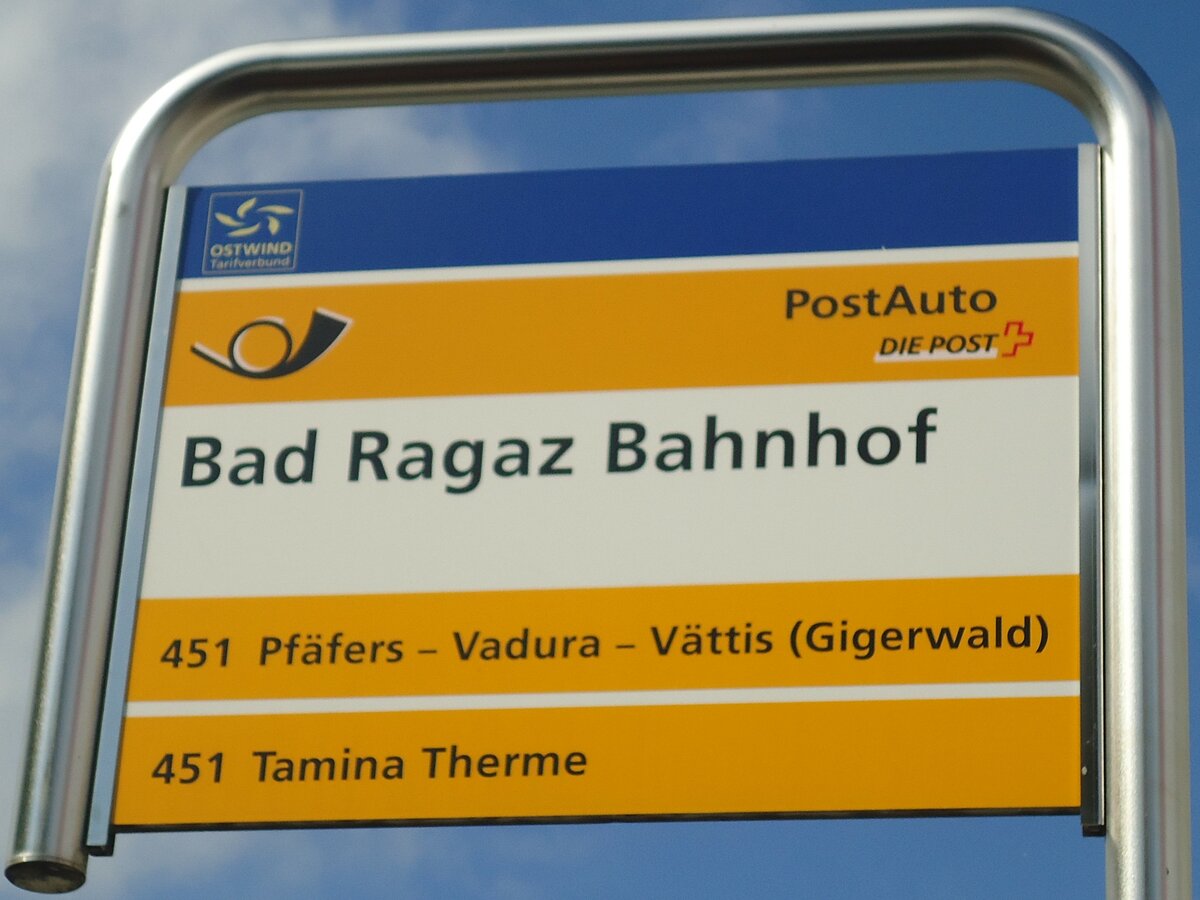 OSTWIND
Tarifverbund
PostAuto
DIE POST
Bad Ragaz Bahnhof
451 Pfäfers – Vadura – Vättis (Gigerwald)
451 Tamina Therme